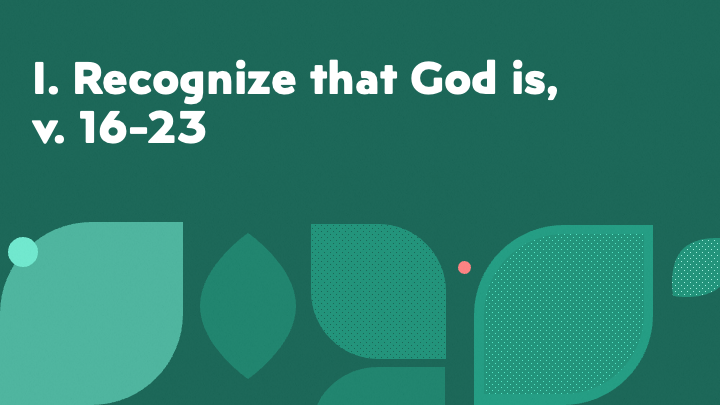 I. Recognize that God is,
v. 16-23